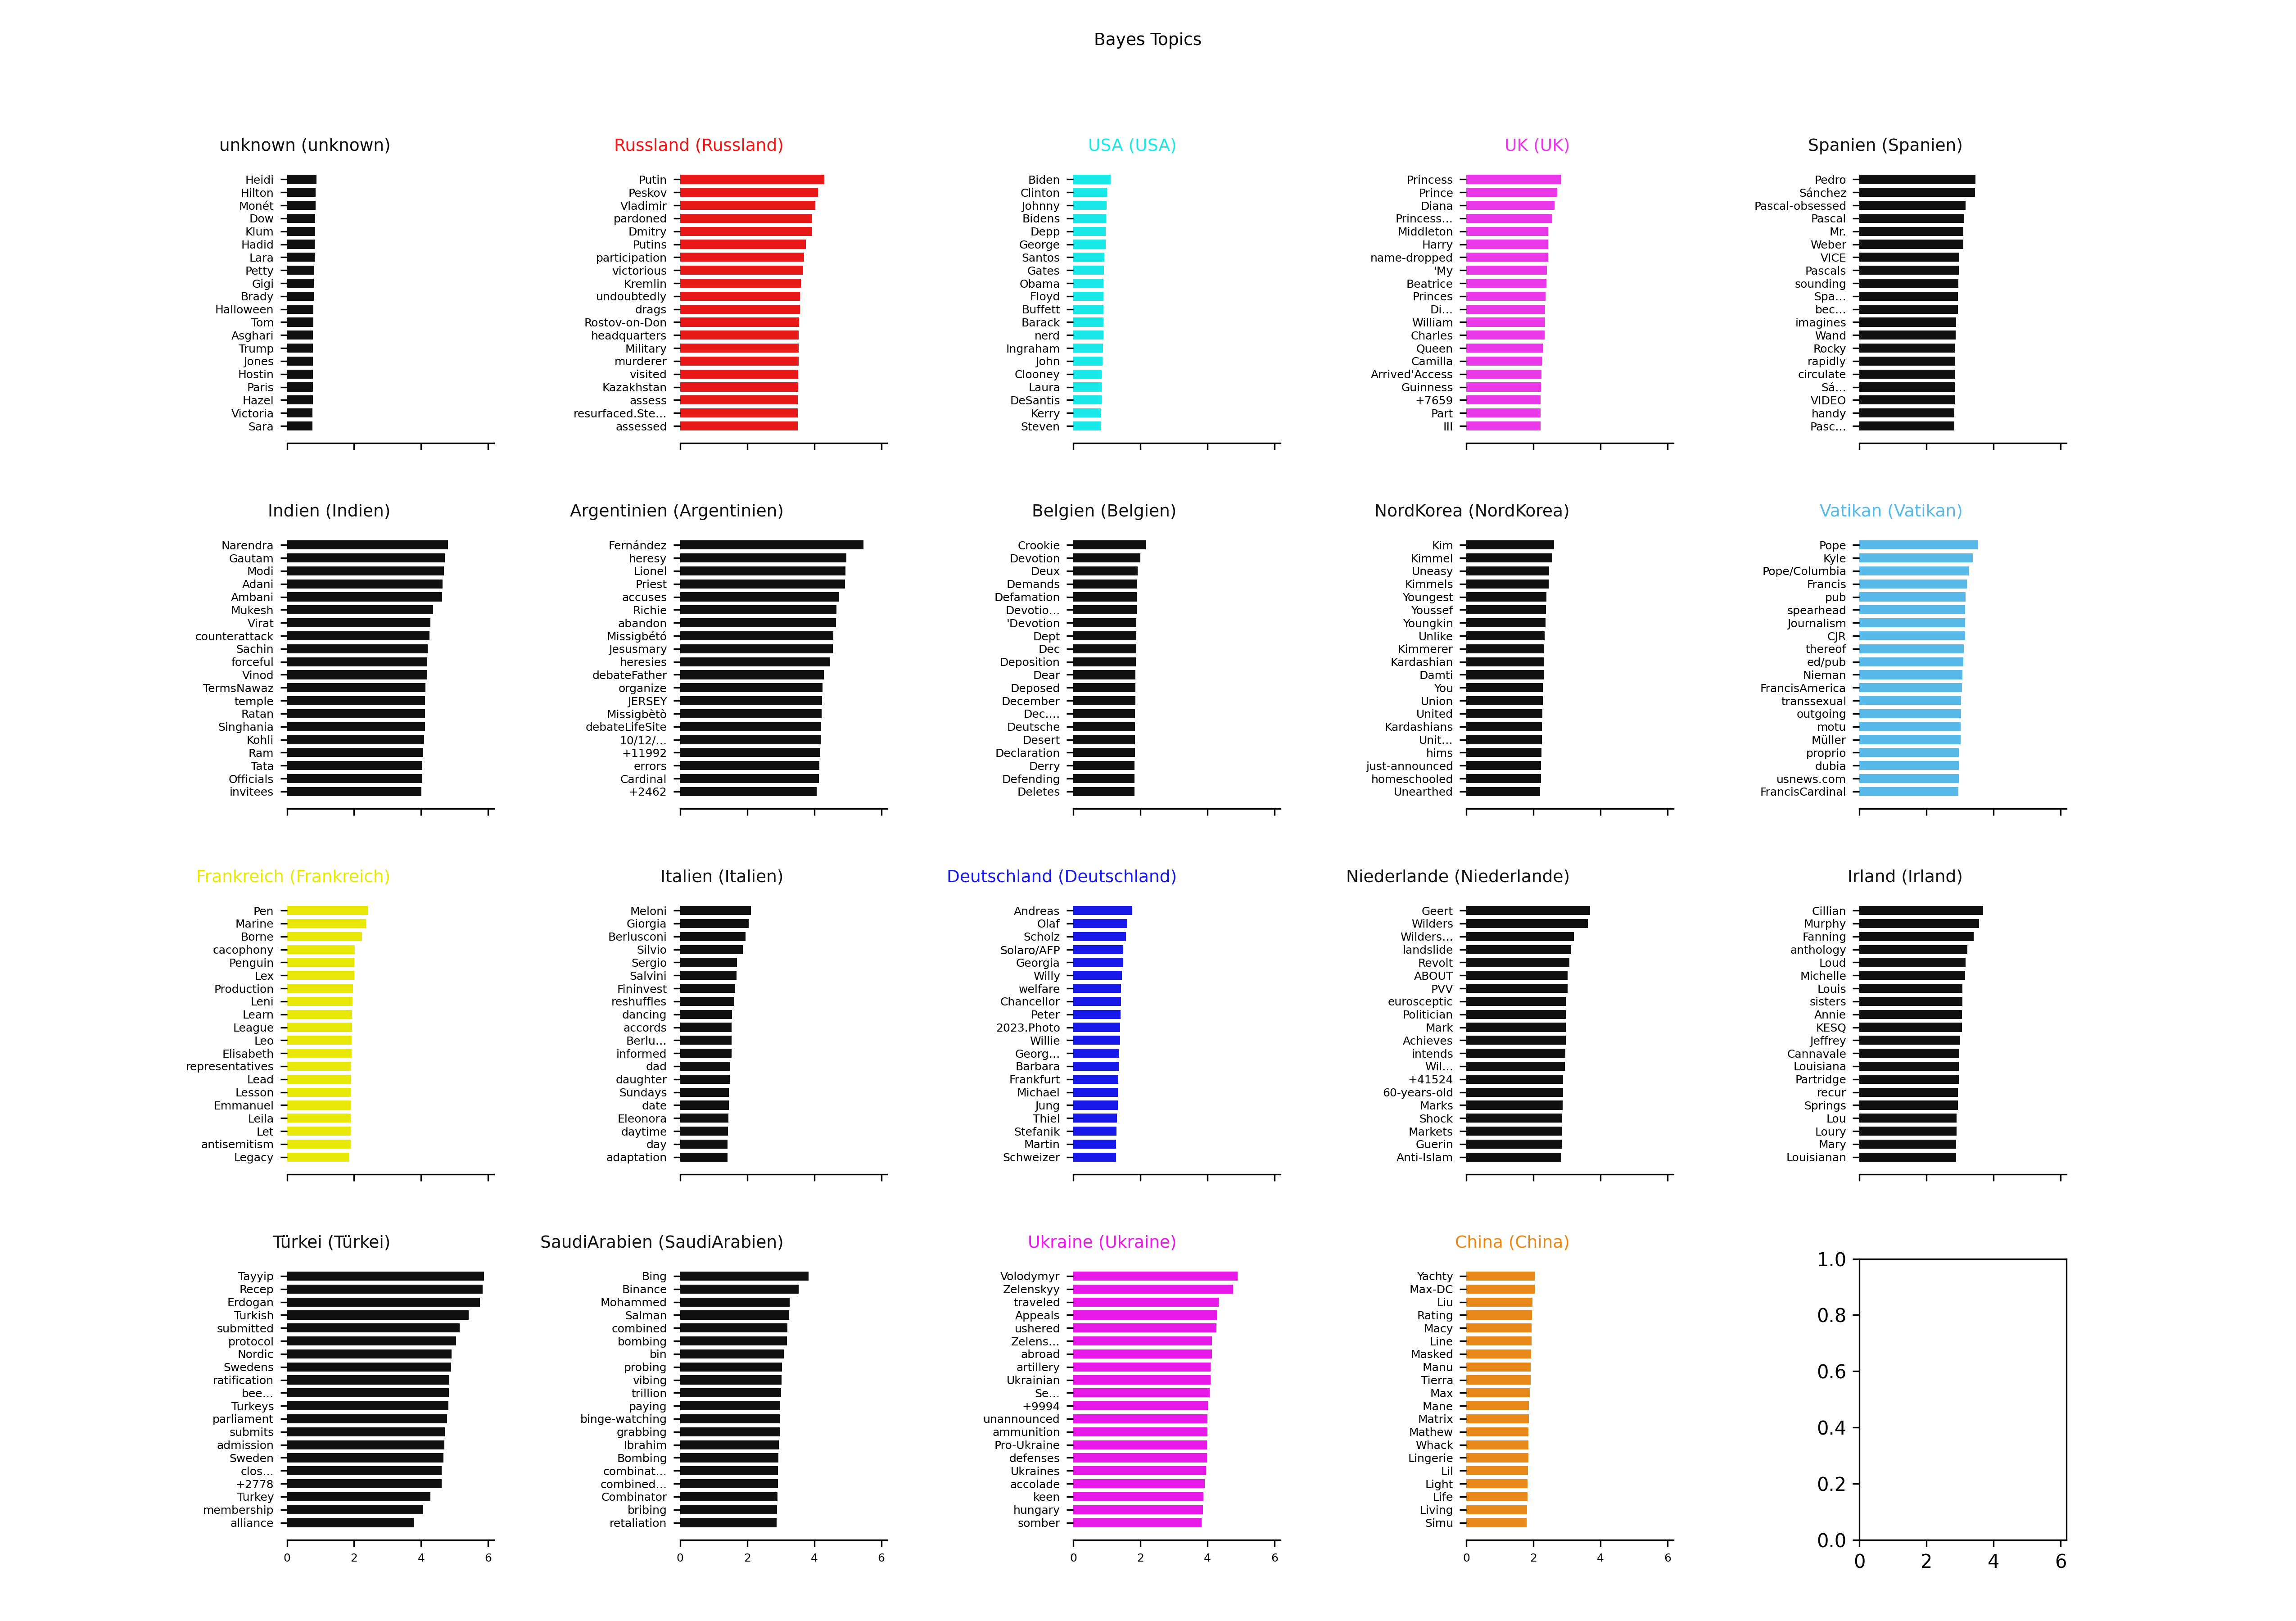 Bayes Topics
unknown (unknown)
Heidi
Hilton
Monét
Dow
Klum
Hadid
Lara
Petty
Gigi
Brady
Halloween
Tom
Asghari
Trump
Jones
Hostin
Paris
Hazel
Victoria
Sara
Russland (Russland)
Putin
Peskov
Vladimir
pardoned
Dmitry
Putins
participation
victorious
Kremlin
undoubtedly
drags
Rostov-on-Don
headquarters
Military
murderer
visited
Kazakhstan
assess
resurfaced.Ste...
assessed
USA (USA)
Biden
Clinton
Johnny
Bidens
Depp
George
Santos
Gates
Obama
Floyd
Buffett
Barack
nerd
Ingraham
John
Clooney
Laura
DeSantis
Kerry
Steven
UK (UK)
Princess
Prince
Diana
Princess...
Middleton
Harry
name-dropped
'My
Beatrice
Princes
Di...
William
Charles
Queen
Camilla
Arrived'Access
Guinness
+7659
Part
III
Spanien (Spanien)
Pedro
Sánchez
Pascal-obsessed
Pascal
Mr.
Weber
VICE
Pascals
sounding
Spa...
bec...
imagines
Wand
Rocky
rapidly
circulate
Sá...
VIDEO
handy
Pasc...
Indien (Indien)
Narendra
Gautam
Modi
Adani
Ambani
Mukesh
Virat
counterattack
Sachin
forceful
Vinod
TermsNawaz
temple
Ratan
Singhania
Kohli
Ram
Tata
Officials
invitees
Argentinien (Argentinien)
Fernández
heresy
Lionel
Priest
accuses
Richie
abandon
Missigbétó
Jesusmary
heresies
debateFather
organize
JERSEY
Missigbètò
debateLifeSite
10/12/...
+11992
errors
Cardinal
+2462
Belgien (Belgien)
Crookie
Devotion
Deux
Demands
Defamation
Devotio...
'Devotion
Dept
Dec
Deposition
Dear
Deposed
December
Dec....
Deutsche
Desert
Declaration
Derry
Defending
Deletes
NordKorea (NordKorea)
Kim
Kimmel
Uneasy
Kimmels
Youngest
Youssef
Youngkin
Unlike
Kimmerer
Kardashian
Damti
You
Union
United
Kardashians
Unit...
hims
just-announced
homeschooled
Unearthed
Vatikan (Vatikan)
Pope
Kyle
Pope/Columbia
Francis
pub
spearhead
Journalism
CJR
thereof
ed/pub
Nieman
FrancisAmerica
transsexual
outgoing
motu
Müller
proprio
dubia
usnews.com
FrancisCardinal
Frankreich (Frankreich)
Pen
Marine
Borne
cacophony
Penguin
Lex
Production
Leni
Learn
League
Leo
Elisabeth
representatives
Lead
Lesson
Emmanuel
Leila
Let
antisemitism
Legacy
Italien (Italien)
Meloni
Giorgia
Berlusconi
Silvio
Sergio
Salvini
Fininvest
reshuffles
dancing
accords
Berlu...
informed
dad
daughter
Sundays
date
Eleonora
daytime
day
adaptation
Deutschland (Deutschland)
Andreas
Olaf
Scholz
Solaro/AFP
Georgia
Willy
welfare
Chancellor
Peter
2023.Photo
Willie
Georg...
Barbara
Frankfurt
Michael
Jung
Thiel
Stefanik
Martin
Schweizer
Niederlande (Niederlande)
Geert
Wilders
Wilders...
landslide
Revolt
ABOUT
PVV
eurosceptic
Politician
Mark
Achieves
intends
Wil...
+41524
60-years-old
Marks
Shock
Markets
Guerin
Anti-Islam
Irland (Irland)
Cillian
Murphy
Fanning
anthology
Loud
Michelle
Louis
sisters
Annie
KESQ
Jeffrey
Cannavale
Louisiana
Partridge
recur
Springs
Lou
Loury
Mary
Louisianan
Türkei (Türkei)
Tayyip
Recep
Erdogan
Turkish
submitted
protocol
Nordic
Swedens
ratification
bee...
Turkeys
parliament
submits
admission
Sweden
clos...
+2778
Turkey
membership
alliance
0 2 4 6
SaudiArabien (SaudiArabien)
Bing
Binance
Mohammed
Salman
combined
bombing
bin
probing
vibing
trillion
paying
binge-watching
grabbing
Ibrahim
Bombing
combinat...
combined...
Combinator
bribing
retaliation
0 2 4 6
Ukraine (Ukraine)
Volodymyr
Zelenskyy
traveled
Appeals
ushered
Zelens...
abroad
artillery
Ukrainian
Se...
+9994
unannounced
ammunition
Pro-Ukraine
defenses
Ukraines
accolade
keen
hungary
somber
0 2 4 6
China (China)
Yachty
Max-DC
Liu
Rating
Macy
Line
Masked
Manu
Tierra
Max
Mane
Matrix
Mathew
Whack
Lingerie
Lil
Light
Life
Living
Simu
0 2 4 6
1.0
0.8
0.6
0.4
0.2
0.0
0 2 4 6